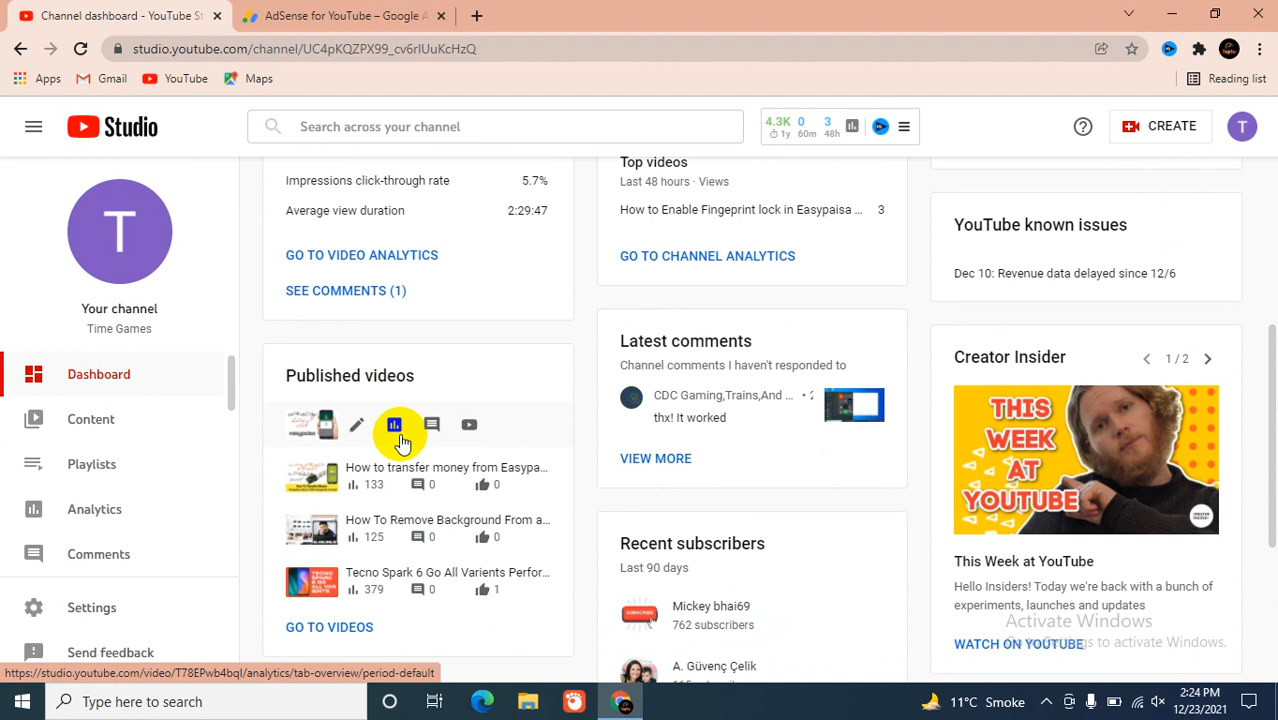 Channel dashboard - YouTube St
AdSense for YouTube – Google A
studio.youtube.com/channel/UC4pKQZPX99_cv6rIUuKcHzQ
Apps
Gmail
YouTube
Maps
Reading list
Studio
Search across your channel
4.3K 0 3
1y 60m 48h
CREATE
T
T
Your channel
Time Games
Dashboard
Content
Playlists
Analytics
Comments
Settings
Send feedback
Impressions click-through rate 5.7%
Average view duration 2:29:47
GO TO VIDEO ANALYTICS
SEE COMMENTS (1)
Published videos
How to transfer money from Easypa...
133 0 0
How To Remove Background From a...
125 0 0
Tecno Spark 6 Go All Varients Perfor...
379 0 1
GO TO VIDEOS
Top videos
Last 48 hours · Views
How to Enable Fingerprint lock in Easypaisa ... 3
GO TO CHANNEL ANALYTICS
Latest comments
Channel comments I haven't responded to
CDC Gaming,Trains,And ... • 2
thx! It worked
VIEW MORE
Recent subscribers
Last 90 days
SUBSCRIBE
Mickey bhai69
762 subscribers
A. Güvenç Çelik
YouTube known issues
Dec 10: Revenue data delayed since 12/6
Creator Insider
1 / 2
THIS
WEEK
AT
YOUTUBE
This Week at YouTube
Hello Insiders! Today we're back with a bunch of
experiments, launches and updates
WATCH ON YOUTUBE
Activate Windows
Go to Settings to activate Windows.
https://studio.youtube.com/video/T78EPwb4bqI/analytics/tab-overview/period-default
Type here to search
11°C Smoke
2:24 PM
12/23/2021